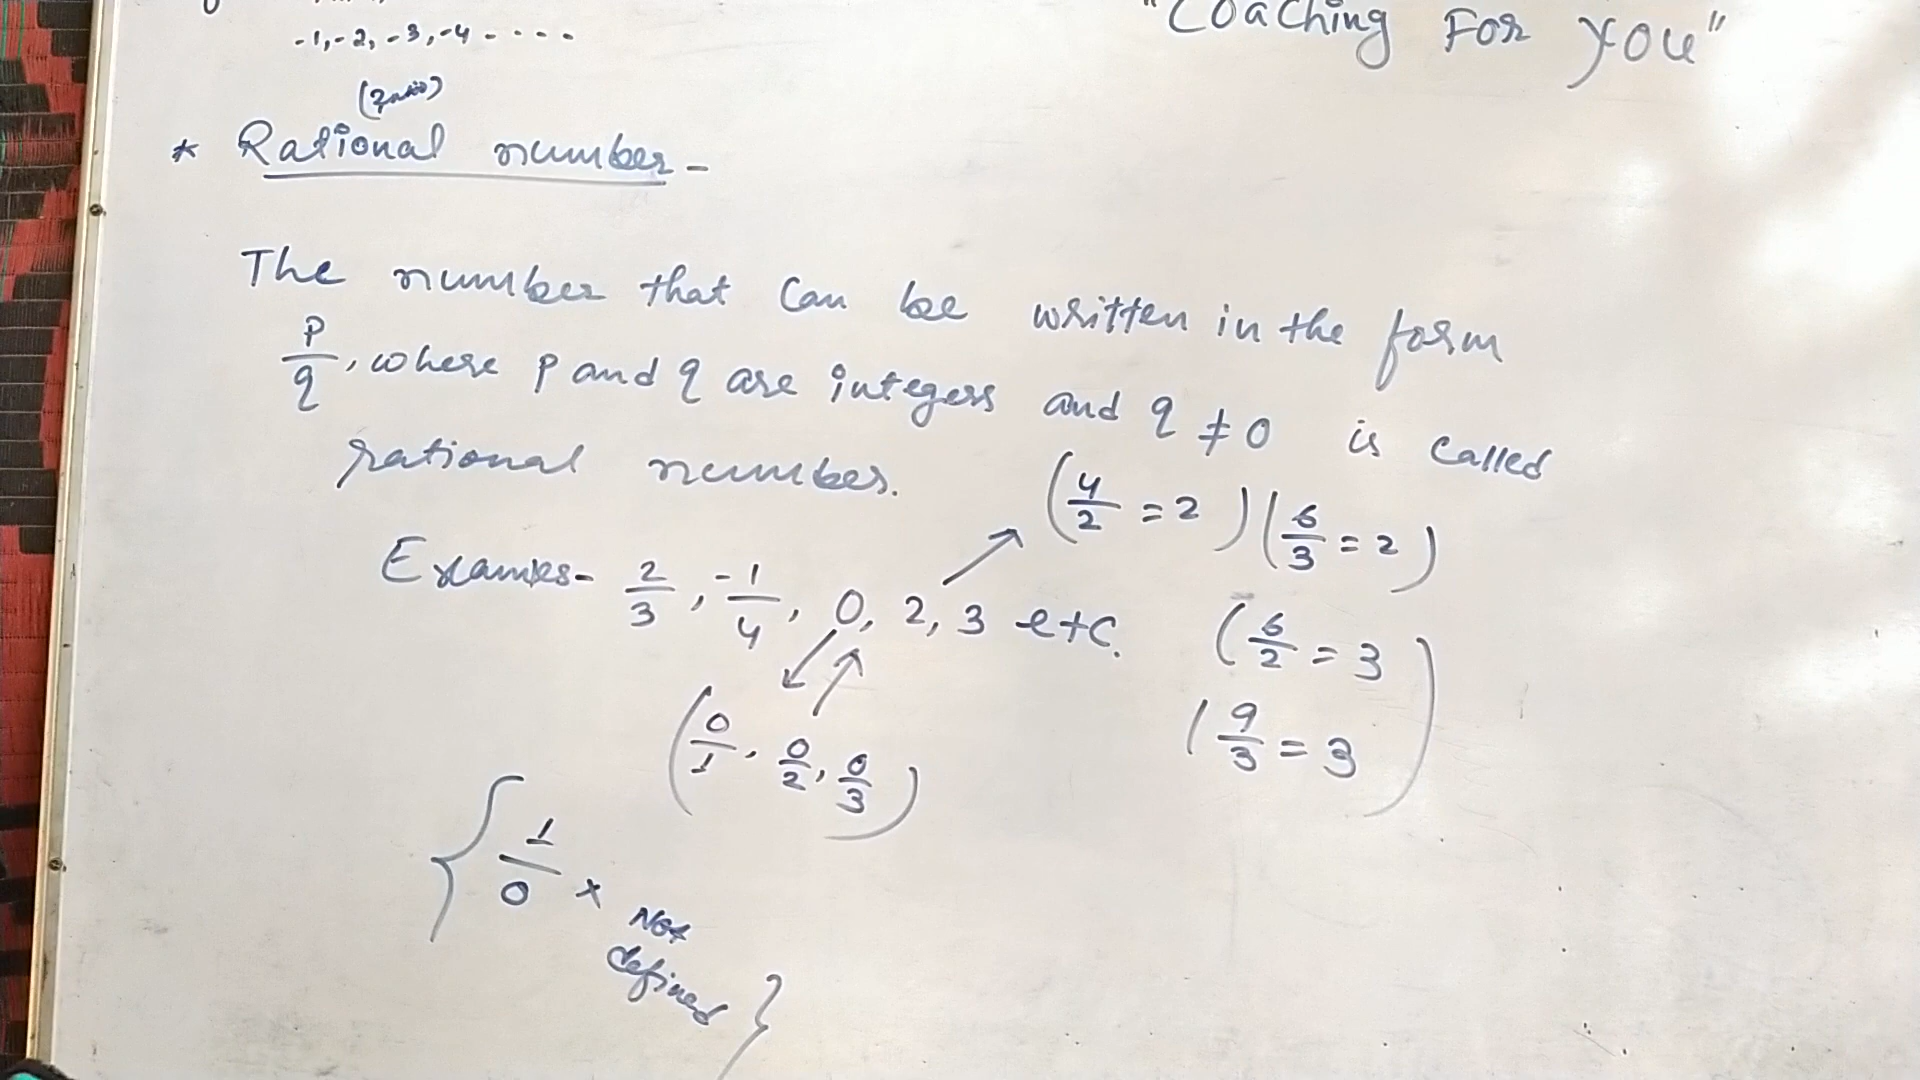 "Coaching For You"
-1, -2, -3, -4 - - - -
* Rational number -
The number that can be written in the form
p/q, where p and q are integers and q ≠ 0 is called
rational number.
(4/2 = 2) (6/3 = 2)
Examles- 2/3, -1/4, 0, 2, 3 etc.
(6/2 = 3)
(9/3 = 3)
(0/1, 0/2, 0/3)
{ 1/0 x Not
defined }